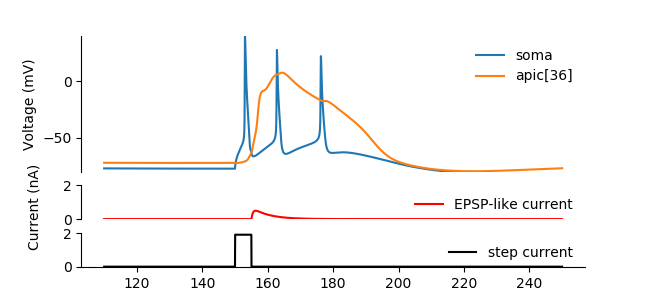 Voltage (mV)
0
−50
soma
apic[36]
Current (nA)
2
0
EPSP-like current
2
0
step current
120 140 160 180 200 220 240